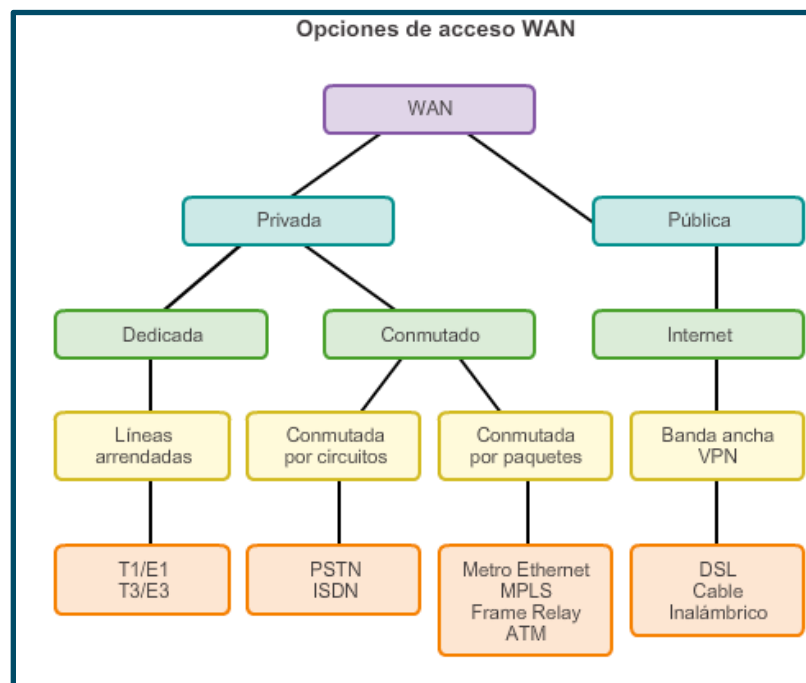 Opciones de acceso WAN
WAN
Privada
Pública
Dedicada
Conmutado
Internet
Líneas
arrendadas
Conmutada
por circuitos
Conmutada
por paquetes
Banda ancha
VPN
T1/E1
T3/E3
PSTN
ISDN
Metro Ethernet
MPLS
Frame Relay
ATM
DSL
Cable
Inalámbrico